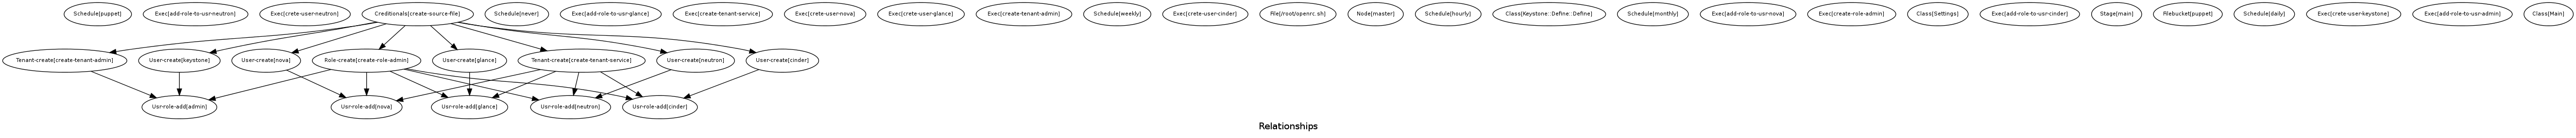 Schedule[puppet]
Exec[add-role-to-usr-neutron]
Exec[crete-user-neutron]
Creditionals[create-source-file]
Schedule[never]
Exec[add-role-to-usr-glance]
Exec[create-tenant-service]
Exec[crete-user-nova]
Exec[crete-user-glance]
Exec[create-tenant-admin]
Schedule[weekly]
Exec[crete-user-cinder]
File[/root/openrc.sh]
Node[master]
Schedule[hourly]
Class[Keystone::Define::Define]
Schedule[monthly]
Exec[add-role-to-usr-nova]
Exec[create-role-admin]
Class[Settings]
Exec[add-role-to-usr-cinder]
Stage[main]
Filebucket[puppet]
Schedule[daily]
Exec[crete-user-keystone]
Exec[add-role-to-usr-admin]
Class[Main]
Tenant-create[create-tenant-admin]
User-create[keystone]
User-create[nova]
Role-create[create-role-admin]
User-create[glance]
Tenant-create[create-tenant-service]
User-create[neutron]
User-create[cinder]
Usr-role-add[admin]
Usr-role-add[nova]
Usr-role-add[glance]
Usr-role-add[neutron]
Usr-role-add[cinder]
Relationships